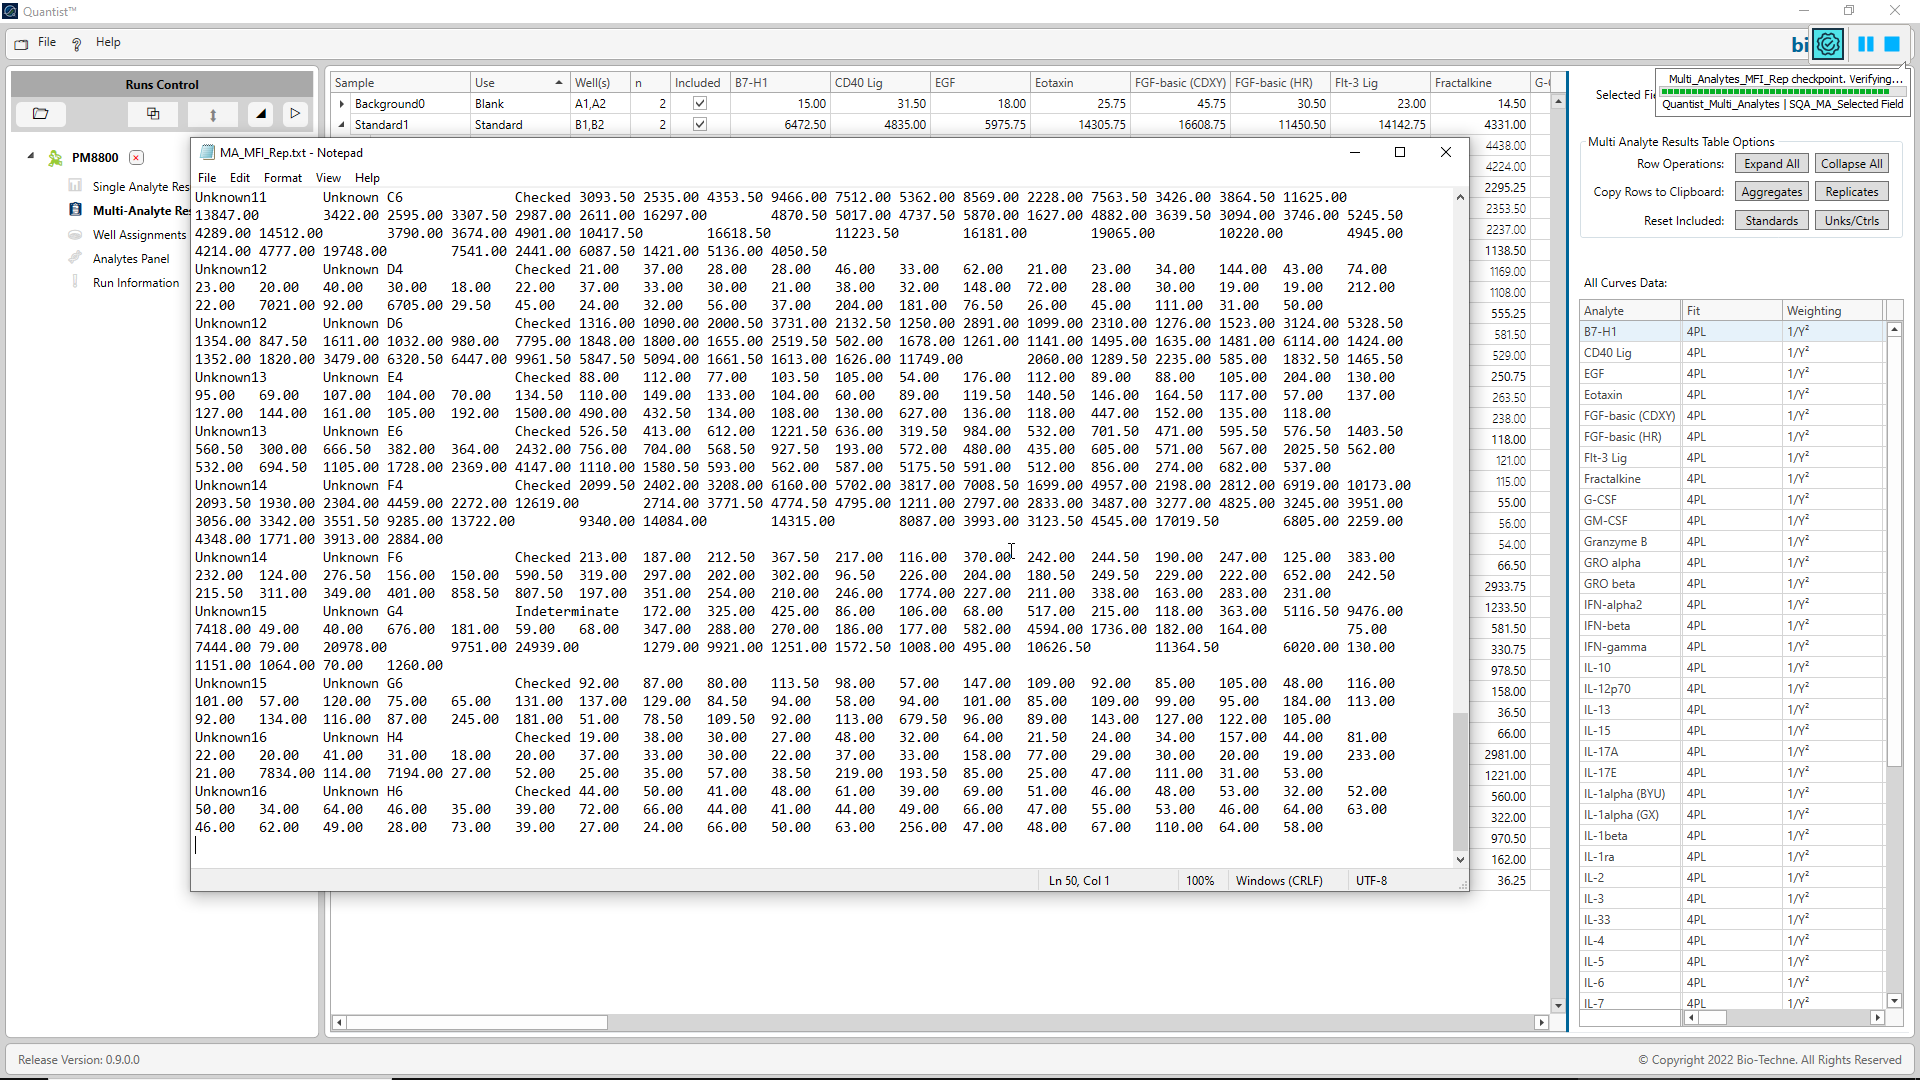 Quantist™
File Help
bi
Multi_Analytes_MFI_Rep checkpoint. Verifying...
Quantist_Multi_Analytes | SQA_MA_Selected Field
Runs Control
PM8800
Single Analyte Res
Multi-Analyte Re
Well Assignments
Analytes Panel
Run Information
Sample Use Well(s) n Included B7-H1 CD40 Lig EGF Eotaxin FGF-basic (CDXY) FGF-basic (HR) Flt-3 Lig Fractalkine G-
Background0 Blank A1,A2 2 15.00 31.50 18.00 25.75 45.75 30.50 23.00 14.50
Standard1 Standard B1,B2 2 6472.50 4835.00 5975.75 14305.75 16608.75 11450.50 14142.75 4331.00
4438.00
4224.00
2295.25
2353.50
2237.00
1138.50
1169.00
1108.00
555.25
581.50
529.00
250.75
263.50
238.00
118.00
121.00
115.00
55.00
56.00
54.00
66.50
2933.75
1233.50
581.50
330.75
978.50
158.00
36.50
66.00
2981.00
1221.00
560.00
322.00
970.50
162.00
36.25
MA_MFI_Rep.txt - Notepad
File Edit Format View Help
Unknown11 Unknown C6 Checked 3093.50 2535.00 4353.50 9466.00 7512.00 5362.00 8569.00 2228.00 7563.50 3426.00 3864.50 11625.00
13847.00 3422.00 2595.00 3307.50 2987.00 2611.00 16297.00 4870.50 5017.00 4737.50 5870.00 1627.00 4882.00 3639.50 3094.00 3746.00 5245.50
4289.00 14512.00 3790.00 3674.00 4901.00 10417.50 16618.50 11223.50 16181.00 19065.00 10220.00 4945.00
4214.00 4777.00 19748.00 7541.00 2441.00 6087.50 1421.00 5136.00 4050.50
Unknown12 Unknown D4 Checked 21.00 37.00 28.00 28.00 46.00 33.00 62.00 21.00 23.00 34.00 144.00 43.00 74.00
23.00 20.00 40.00 30.00 18.00 22.00 37.00 33.00 30.00 21.00 38.00 32.00 148.00 72.00 28.00 30.00 19.00 19.00 212.00
22.00 7021.00 92.00 6705.00 29.50 45.00 24.00 32.00 56.00 37.00 204.00 181.00 76.50 26.00 45.00 111.00 31.00 50.00
Unknown12 Unknown D6 Checked 1316.00 1090.00 2000.50 3731.00 2132.50 1250.00 2891.00 1099.00 2310.00 1276.00 1523.00 3124.00 5328.50
1354.00 847.50 1611.00 1032.00 980.00 7795.00 1848.00 1800.00 1655.00 2519.50 502.00 1678.00 1261.00 1141.00 1495.00 1635.00 1481.00 6114.00 1424.00
1352.00 1820.00 3479.00 6320.50 6447.00 9961.50 5847.50 5094.00 1661.50 1613.00 1626.00 11749.00 2060.00 1289.50 2235.00 585.00 1832.50 1465.50
Unknown13 Unknown E4 Checked 88.00 112.00 77.00 103.50 105.00 54.00 176.00 112.00 89.00 88.00 105.00 204.00 130.00
95.00 69.00 107.00 104.00 70.00 134.50 110.00 149.00 133.00 104.00 60.00 89.00 119.50 140.50 146.00 164.50 117.00 57.00 137.00
127.00 144.00 161.00 105.00 192.00 1500.00 490.00 432.50 134.00 108.00 130.00 627.00 136.00 118.00 447.00 152.00 135.00 118.00
Unknown13 Unknown E6 Checked 526.50 413.00 612.00 1221.50 636.00 319.50 984.00 532.00 701.50 471.00 595.50 576.50 1403.50
560.50 300.00 666.50 382.00 364.00 2432.00 756.00 704.00 568.50 927.50 193.00 572.00 480.00 435.00 605.00 571.00 567.00 2025.50 562.00
532.00 694.50 1105.00 1728.00 2369.00 4147.00 1110.00 1580.50 593.00 562.00 587.00 5175.50 591.00 512.00 856.00 274.00 682.00 537.00
Unknown14 Unknown F4 Checked 2099.50 2402.00 3208.00 6160.00 5702.00 3817.00 7008.50 1699.00 4957.00 2198.00 2812.00 6919.00 10173.00
2093.50 1930.00 2304.00 4459.00 2272.00 12619.00 2714.00 3771.50 4774.50 4795.00 1211.00 2797.00 2833.00 3487.00 3277.00 4825.00 3245.00 3951.00
3056.00 3342.00 3551.50 9285.00 13722.00 9340.00 14084.00 14315.00 8087.00 3993.00 3123.50 4545.00 17019.50 6805.00 2259.00
4348.00 1771.00 3913.00 2884.00
Unknown14 Unknown F6 Checked 213.00 187.00 212.50 367.50 217.00 116.00 370.00 242.00 244.50 190.00 247.00 125.00 383.00
232.00 124.00 276.50 156.00 150.00 590.50 319.00 297.00 202.00 302.00 96.50 226.00 204.00 180.50 249.50 229.00 222.00 652.00 242.50
215.50 311.00 349.00 401.00 858.50 807.50 197.00 351.00 254.00 210.00 246.00 1774.00 227.00 211.00 338.00 163.00 283.00 231.00
Unknown15 Unknown G4 Indeterminate 172.00 325.00 425.00 86.00 106.00 68.00 517.00 215.00 118.00 363.00 5116.50 9476.00
7418.00 49.00 40.00 676.00 181.00 59.00 68.00 347.00 288.00 270.00 186.00 177.00 582.00 4594.00 1736.00 182.00 164.00 75.00
7444.00 79.00 20978.00 9751.00 24939.00 1279.00 9921.00 1251.00 1572.50 1008.00 495.00 10626.50 11364.50 6020.00 130.00
1151.00 1064.00 70.00 1260.00
Unknown15 Unknown G6 Checked 92.00 87.00 80.00 113.50 98.00 57.00 147.00 109.00 92.00 85.00 105.00 48.00 116.00
101.00 57.00 120.00 75.00 65.00 131.00 137.00 129.00 84.50 94.00 58.00 94.00 101.00 85.00 109.00 99.00 95.00 184.00 113.00
92.00 134.00 116.00 87.00 245.00 181.00 51.00 78.50 109.50 92.00 113.00 679.50 96.00 89.00 143.00 127.00 122.00 105.00
Unknown16 Unknown H4 Checked 19.00 38.00 30.00 27.00 48.00 32.00 64.00 21.50 24.00 34.00 157.00 44.00 81.00
22.00 20.00 41.00 31.00 18.00 20.00 37.00 33.00 30.00 22.00 37.00 33.00 158.00 77.00 29.00 30.00 20.00 19.00 233.00
21.00 7834.00 114.00 7194.00 27.00 52.00 25.00 35.00 57.00 38.50 219.00 193.50 85.00 25.00 47.00 111.00 31.00 53.00
Unknown16 Unknown H6 Checked 44.00 50.00 41.00 48.00 61.00 39.00 69.00 51.00 46.00 48.00 53.00 32.00 52.00
50.00 34.00 64.00 46.00 35.00 39.00 72.00 66.00 44.00 41.00 44.00 49.00 66.00 47.00 55.00 53.00 46.00 64.00 63.00
46.00 62.00 49.00 28.00 73.00 39.00 27.00 24.00 66.00 50.00 63.00 256.00 47.00 48.00 67.00 110.00 64.00 58.00
Ln 50, Col 1 100% Windows (CRLF) UTF-8
Selected Fi
Multi Analyte Results Table Options
Row Operations: Expand All Collapse All
Copy Rows to Clipboard: Aggregates Replicates
Reset Included: Standards Unks/Ctrls
All Curves Data:
Analyte Fit Weighting
B7-H1 4PL 1/Y²
CD40 Lig 4PL 1/Y²
EGF 4PL 1/Y²
Eotaxin 4PL 1/Y²
FGF-basic (CDXY) 4PL 1/Y²
FGF-basic (HR) 4PL 1/Y²
Flt-3 Lig 4PL 1/Y²
Fractalkine 4PL 1/Y²
G-CSF 4PL 1/Y²
GM-CSF 4PL 1/Y²
Granzyme B 4PL 1/Y²
GRO alpha 4PL 1/Y²
GRO beta 4PL 1/Y²
IFN-alpha2 4PL 1/Y²
IFN-beta 4PL 1/Y²
IFN-gamma 4PL 1/Y²
IL-10 4PL 1/Y²
IL-12p70 4PL 1/Y²
IL-13 4PL 1/Y²
IL-15 4PL 1/Y²
IL-17A 4PL 1/Y²
IL-17E 4PL 1/Y²
IL-1alpha (BYU) 4PL 1/Y²
IL-1alpha (GX) 4PL 1/Y²
IL-1beta 4PL 1/Y²
IL-1ra 4PL 1/Y²
IL-2 4PL 1/Y²
IL-3 4PL 1/Y²
IL-33 4PL 1/Y²
IL-4 4PL 1/Y²
IL-5 4PL 1/Y²
IL-6 4PL 1/Y²
IL-7 4PL 1/Y²
Release Version: 0.9.0.0
© Copyright 2022 Bio-Techne. All Rights Reserved